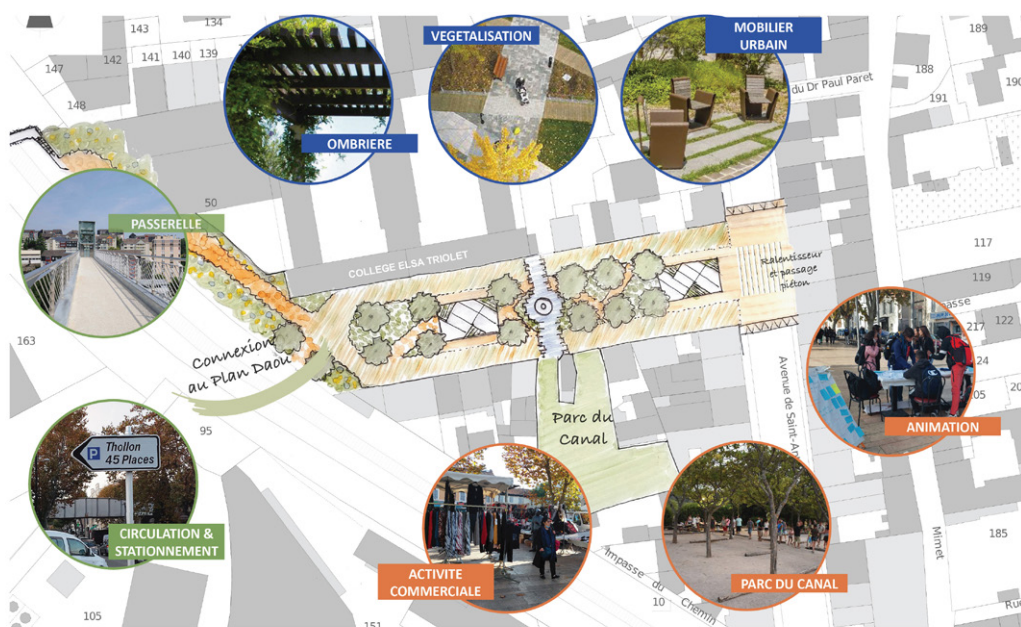 134
143
142
141
140
139
147
148
VEGETALISATION
MOBILIER
URBAIN
189
188
190
191
du Dr Paul Paret
OMBRIERE
50
PASSERELLE
COLLEGE ELSA TRIOLET
Ralentisseur
et passage
piéton
117
119
122
217
24
163
Connexion
au Plan Daou
Parc du
Canal
ANIMATION
95
Thollon
P
45 Places
CIRCULATION &
STATIONNEMENT
Avenue de Saint-An
ACTIVITE
COMMERCIALE
PARC DU CANAL
Impasse du Chemin
10
Mimet
185
105
151
Rue